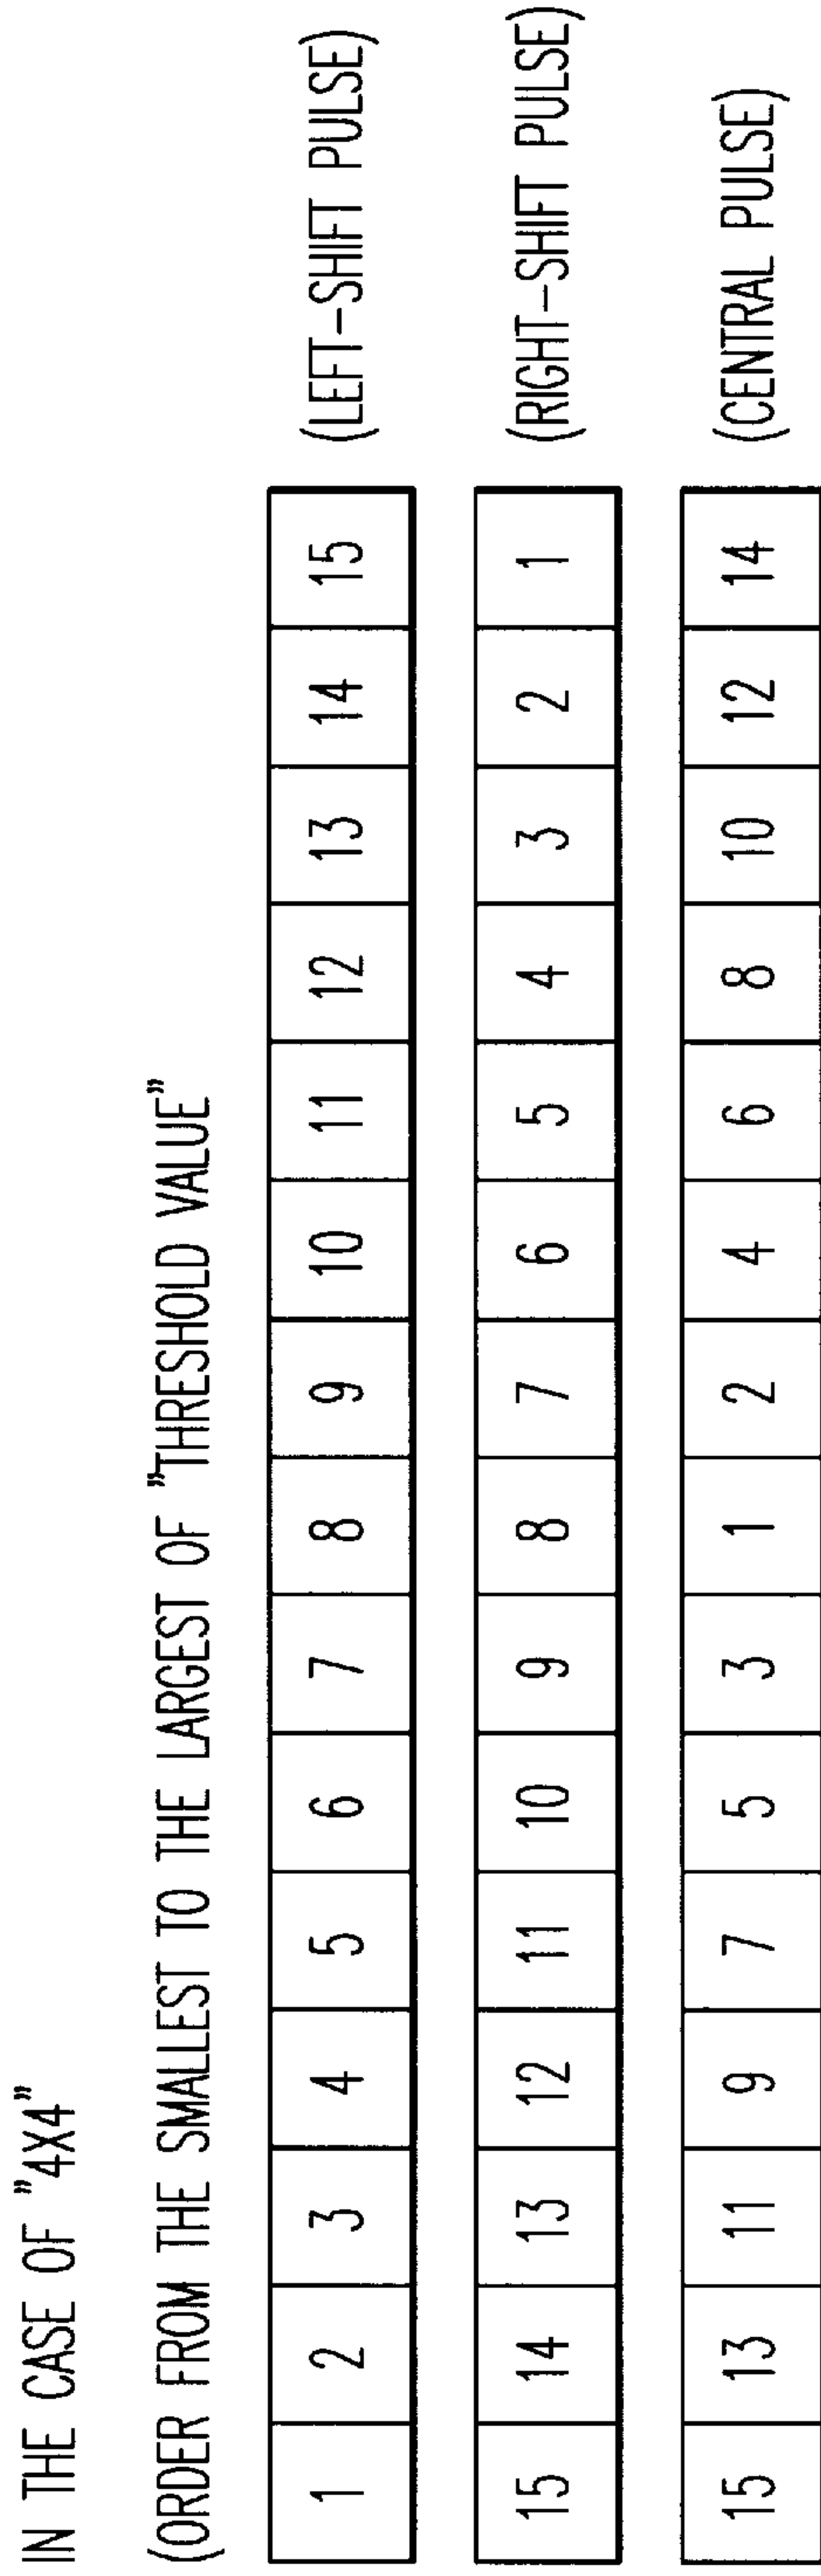 IN THE CASE OF "4X4"
(ORDER FROM THE SMALLEST TO THE LARGEST OF "THRESHOLD VALUE"
1 2 3 4 5 6 7 8 9 10 11 12 13 14 15 (LEFT-SHIFT PULSE)
15 14 13 12 11 10 9 8 7 6 5 4 3 2 1 (RIGHT-SHIFT PULSE)
15 13 11 9 7 5 3 1 2 4 6 8 10 12 14 (CENTRAL PULSE)